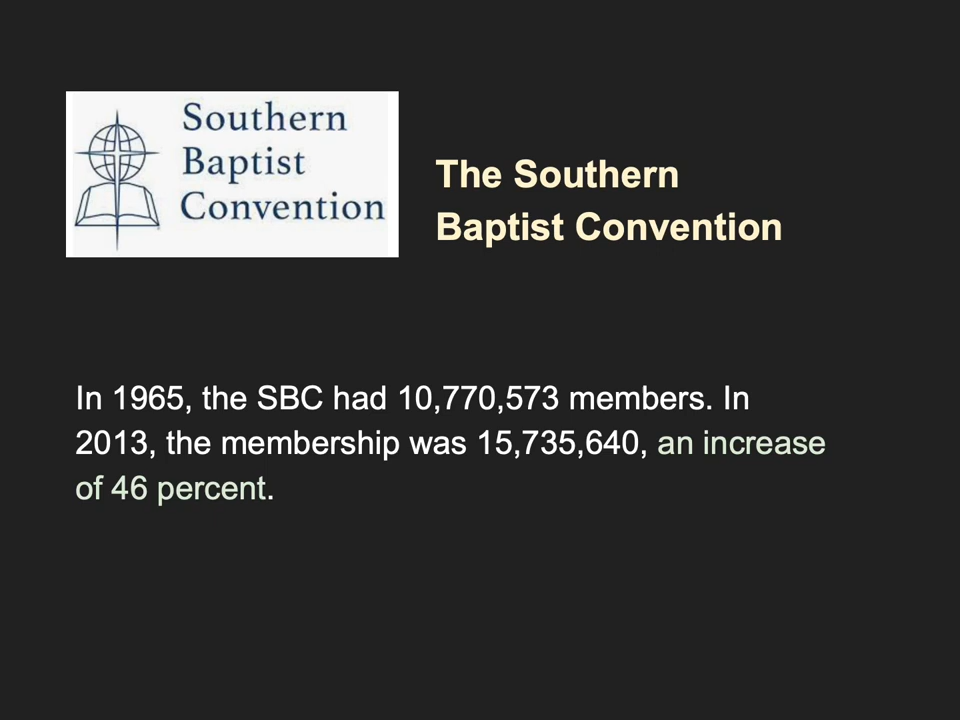 Southern
Baptist
Convention
The Southern
Baptist Convention
In 1965, the SBC had 10,770,573 members. In
2013, the membership was 15,735,640, an increase
of 46 percent.